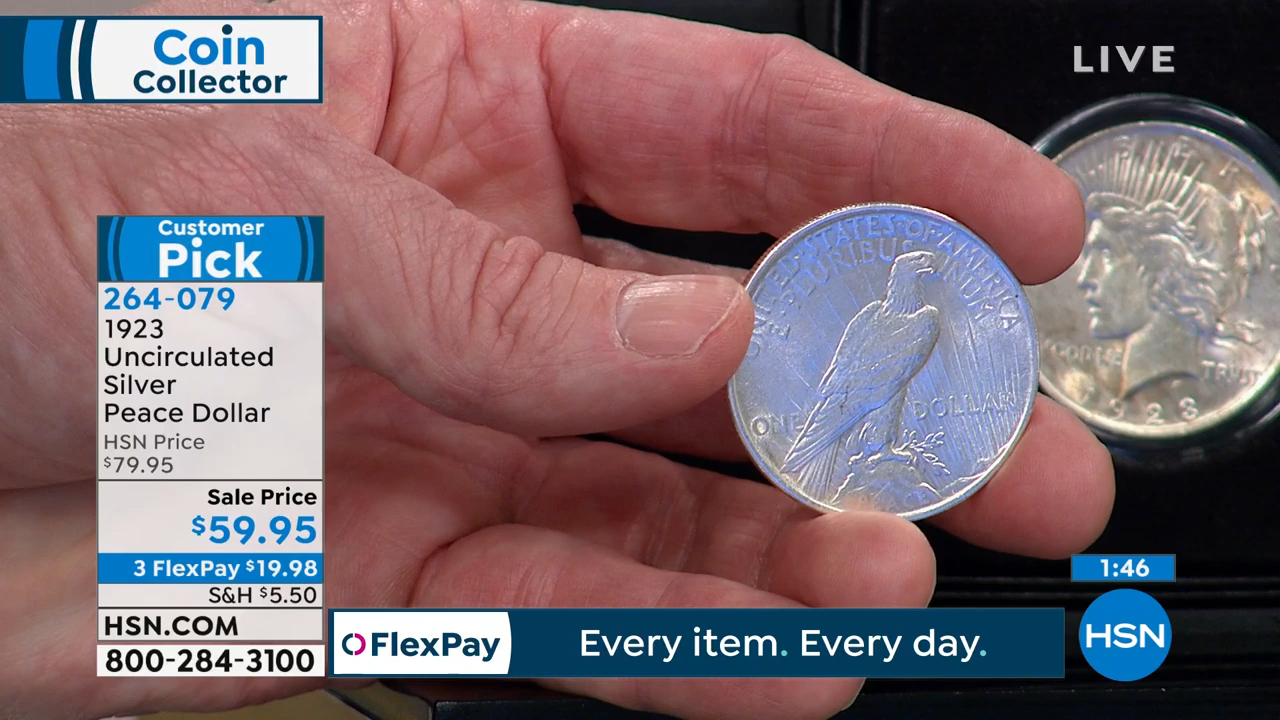 Coin
Collector
LIVE
Customer
Pick
264-079
1923
Uncirculated
Silver
Peace Dollar
HSN Price
$79.95
Sale Price
$59.95
3 FlexPay $19.98
S&H $5.50
HSN.COM
800-284-3100
UNITED STATES OF AMERICA
E PLURIBUS UNUM
ONE DOLLAR
TRUST
1:46
FlexPay
Every item. Every day.
HSN